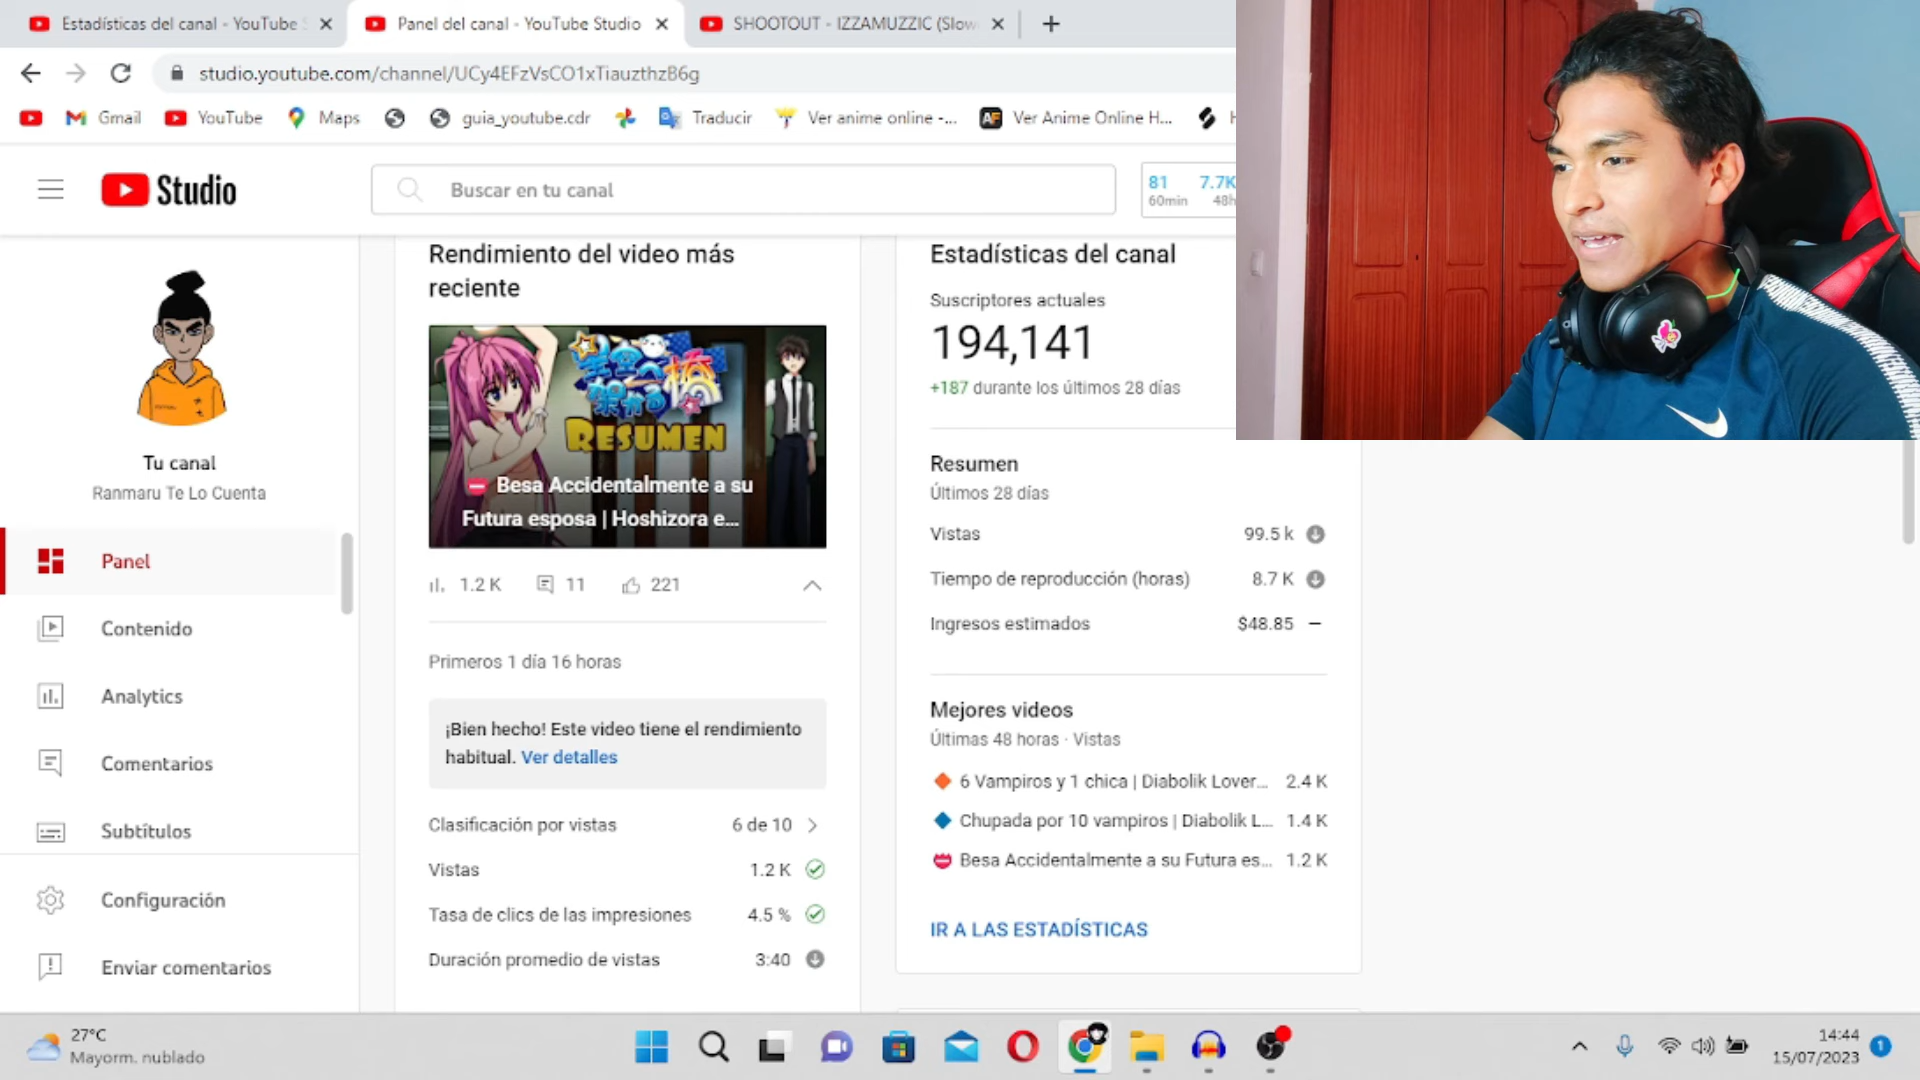 Estadísticas del canal - YouTube S
Panel del canal - YouTube Studio
SHOOTOUT - IZZAMUZZIC (Slow
studio.youtube.com/channel/UCy4EFzVsCO1xTiauzthzB6g
Gmail
YouTube
Maps
guia_youtube.cdr
Traducir
Ver anime online -...
AF
Ver Anime Online H...
Studio
Buscar en tu canal
81
60min
7.7K
48h
Tu canal
Ranmaru Te Lo Cuenta
Panel
Contenido
Analytics
Comentarios
Subtítulos
Configuración
Enviar comentarios
Rendimiento del video más
reciente
星空へ
架かる橋
RESUMEN
Besa Accidentalmente a su
Futura esposa | Hoshizora e...
1.2 K
11
221
Primeros 1 día 16 horas
¡Bien hecho! Este video tiene el rendimiento
habitual. Ver detalles
Clasificación por vistas 6 de 10
Vistas 1.2 K
Tasa de clics de las impresiones 4.5 %
Duración promedio de vistas 3:40
Estadísticas del canal
Suscriptores actuales
194,141
+187 durante los últimos 28 días
Resumen
Últimos 28 días
Vistas 99.5 k
Tiempo de reproducción (horas) 8.7 K
Ingresos estimados $48.85 —
Mejores videos
Últimas 48 horas · Vistas
6 Vampiros y 1 chica | Diabolik Lover... 2.4 K
Chupada por 10 vampiros | Diabolik L... 1.4 K
Besa Accidentalmente a su Futura es... 1.2 K
IR A LAS ESTADÍSTICAS
27°C
Mayorm. nublado
14:44
15/07/2023
1